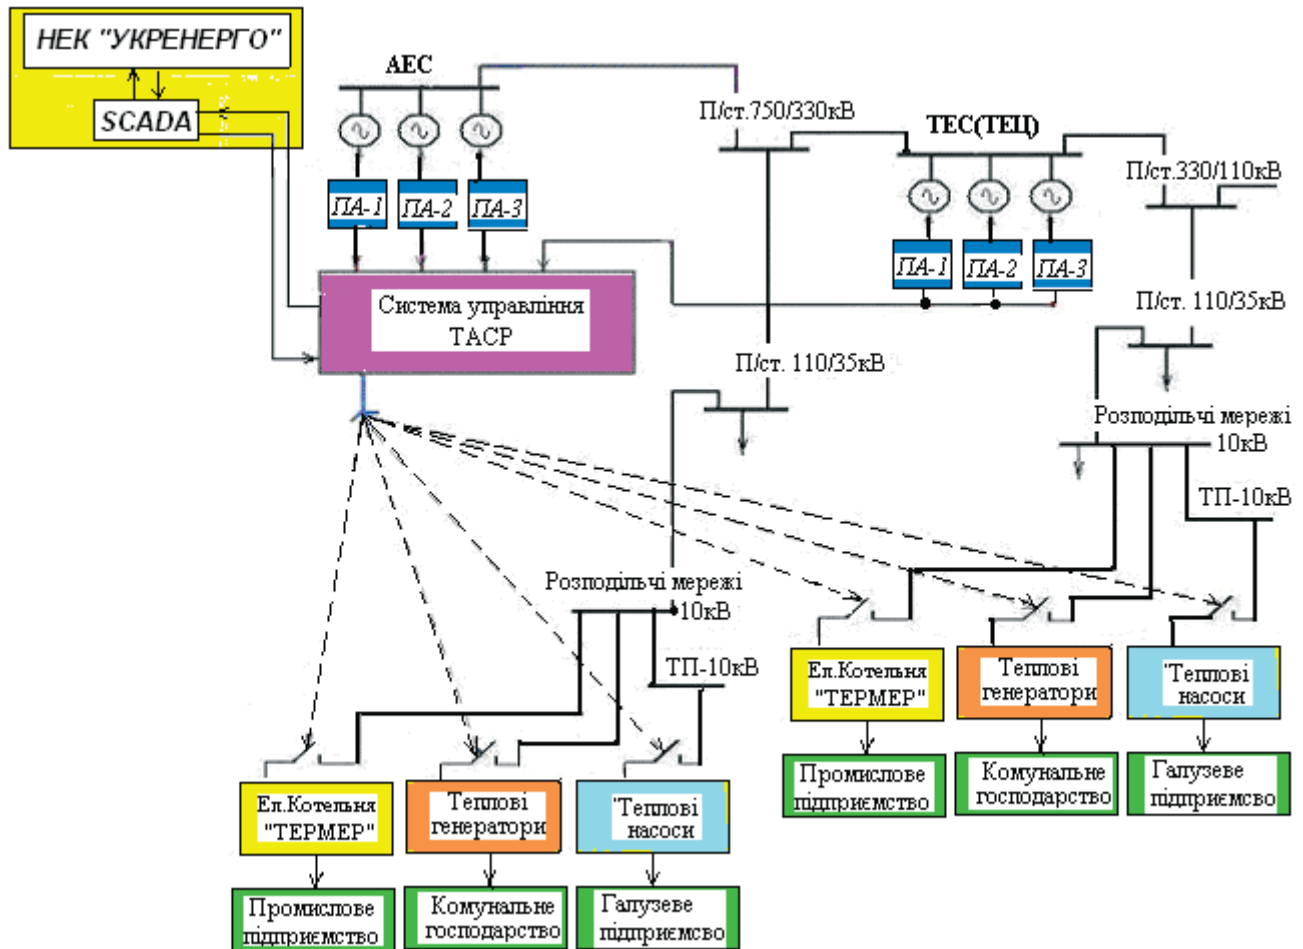 НЕК "УКРЕНЕРГО"
SCADA
АЕС
П/ст.750/330кВ
ТЕС(ТЕЦ)
П/ст.330/110кВ
ПА-1
ПА-2
ПА-3
ПА-1
ПА-2
ПА-3
Система управління
ТАСР
П/ст. 110/35кВ
П/ст. 110/35кВ
Розподільчі мережі
10кВ
ТП-10кВ
Розподільчі мережі
10кВ
ТП-10кВ
Ел.Котельня
"ТЕРМЕР"
Теплові
генератори
"Теплові
насоси
Промислове
підприємство
Комунальне
господарство
Галузеве
підприємсво
Ел.Котельня
"ТЕРМЕР"
Теплові
генератори
"Теплові
насоси
Промислове
підприємство
Комунальне
господарство
Галузеве
підприємсво